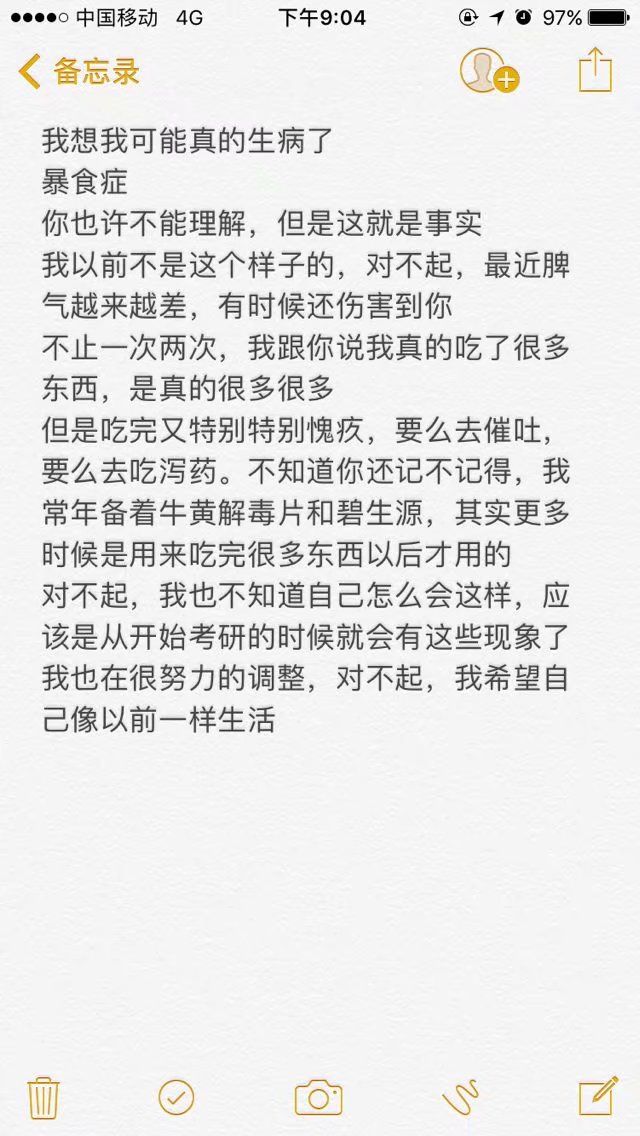 中国移动 4G 下午9:04 97%
备忘录
我想我可能真的生病了
暴食症
你也许不能理解，但是这就是事实
我以前不是这个样子的，对不起，最近脾
气越来越差，有时候还伤害到你
不止一次两次，我跟你说我真的吃了很多
东西，是真的很多很多
但是吃完又特别特别愧疚，要么去催吐，
要么去吃泻药。不知道你还记不记得，我
常年备着牛黄解毒片和碧生源，其实更多
时候是用来吃完很多东西以后才用的
对不起，我也不知道自己怎么会这样，应
该是从开始考研的时候就会有这些现象了
我也在很努力的调整，对不起，我希望自
己像以前一样生活